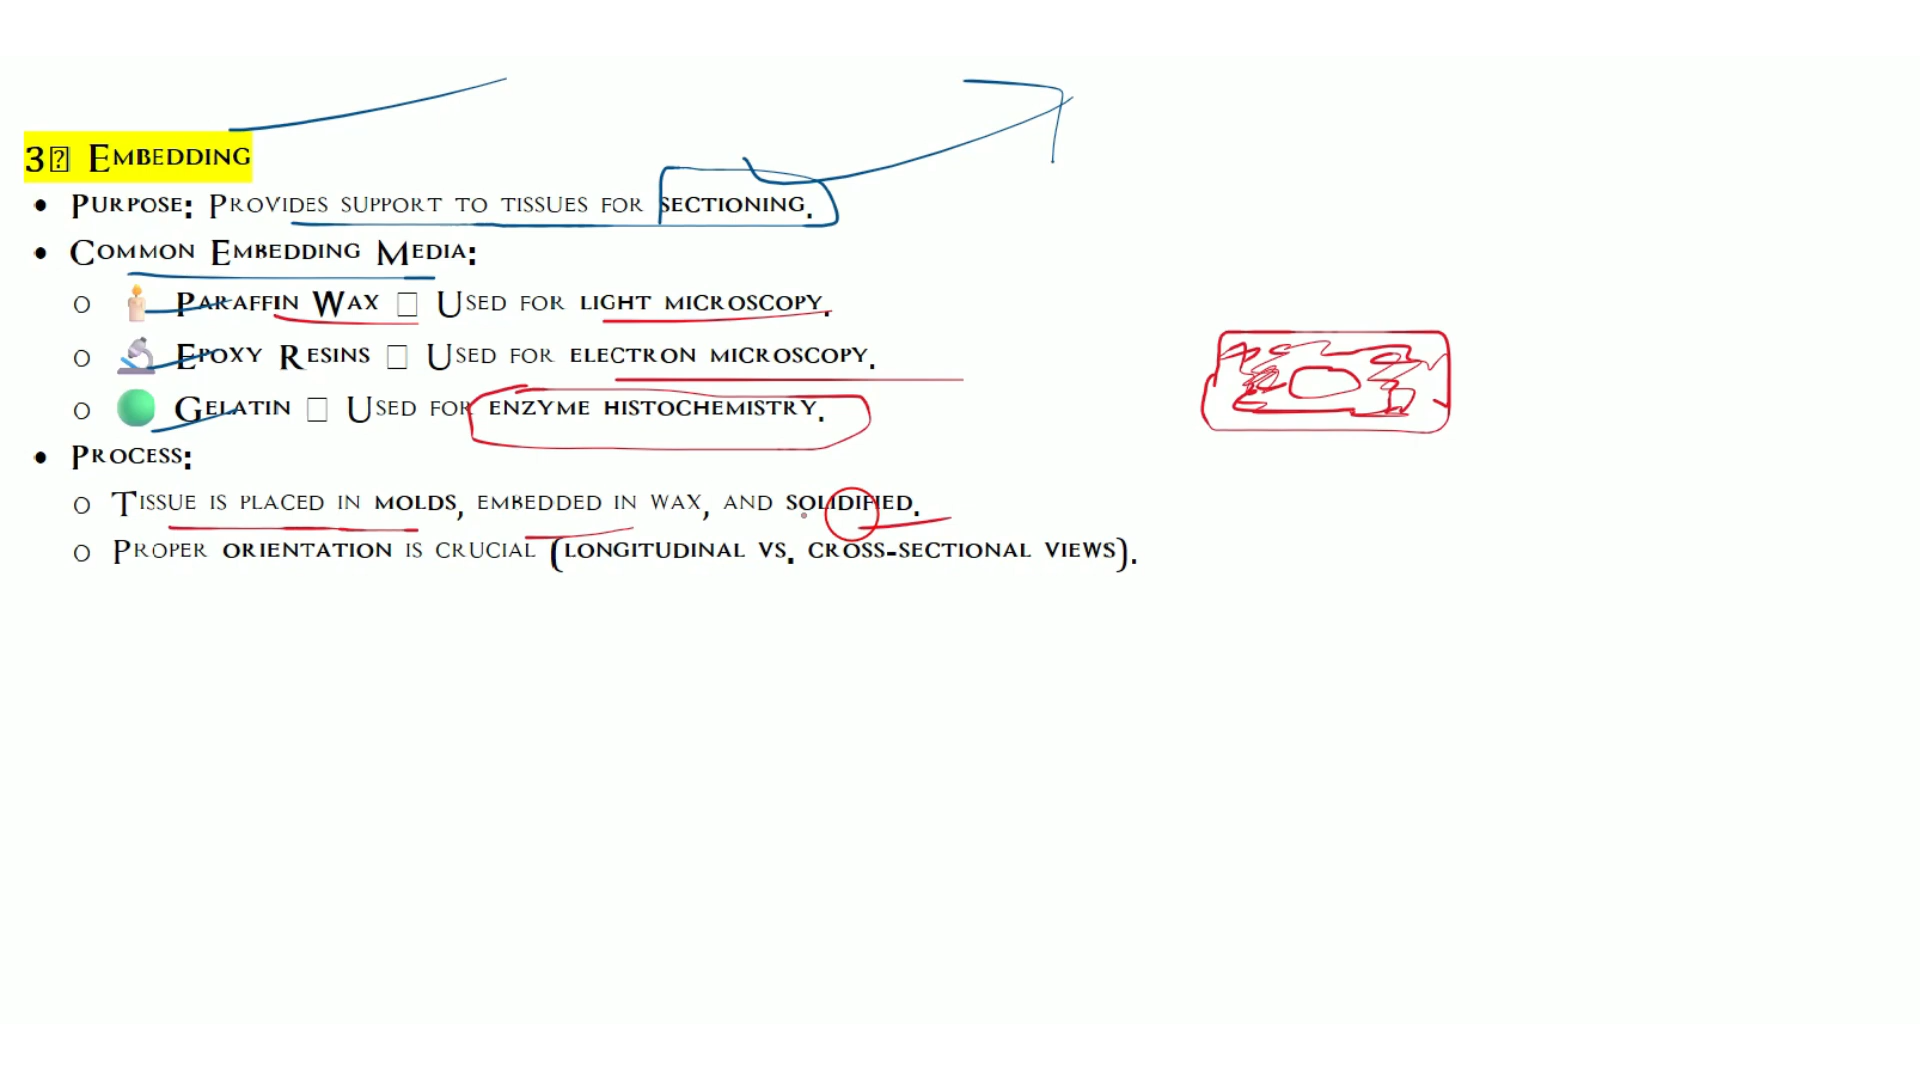 3 Embedding
• Purpose: Provides support to tissues for sectioning.
• Common Embedding Media:
o Paraffin Wax □ Used for light microscopy.
o Epoxy Resins □ Used for electron microscopy.
o Gelatin □ Used for enzyme histochemistry.
• Process:
o Tissue is placed in molds, embedded in wax, and solidified.
o Proper orientation is crucial (longitudinal vs. cross-sectional views).